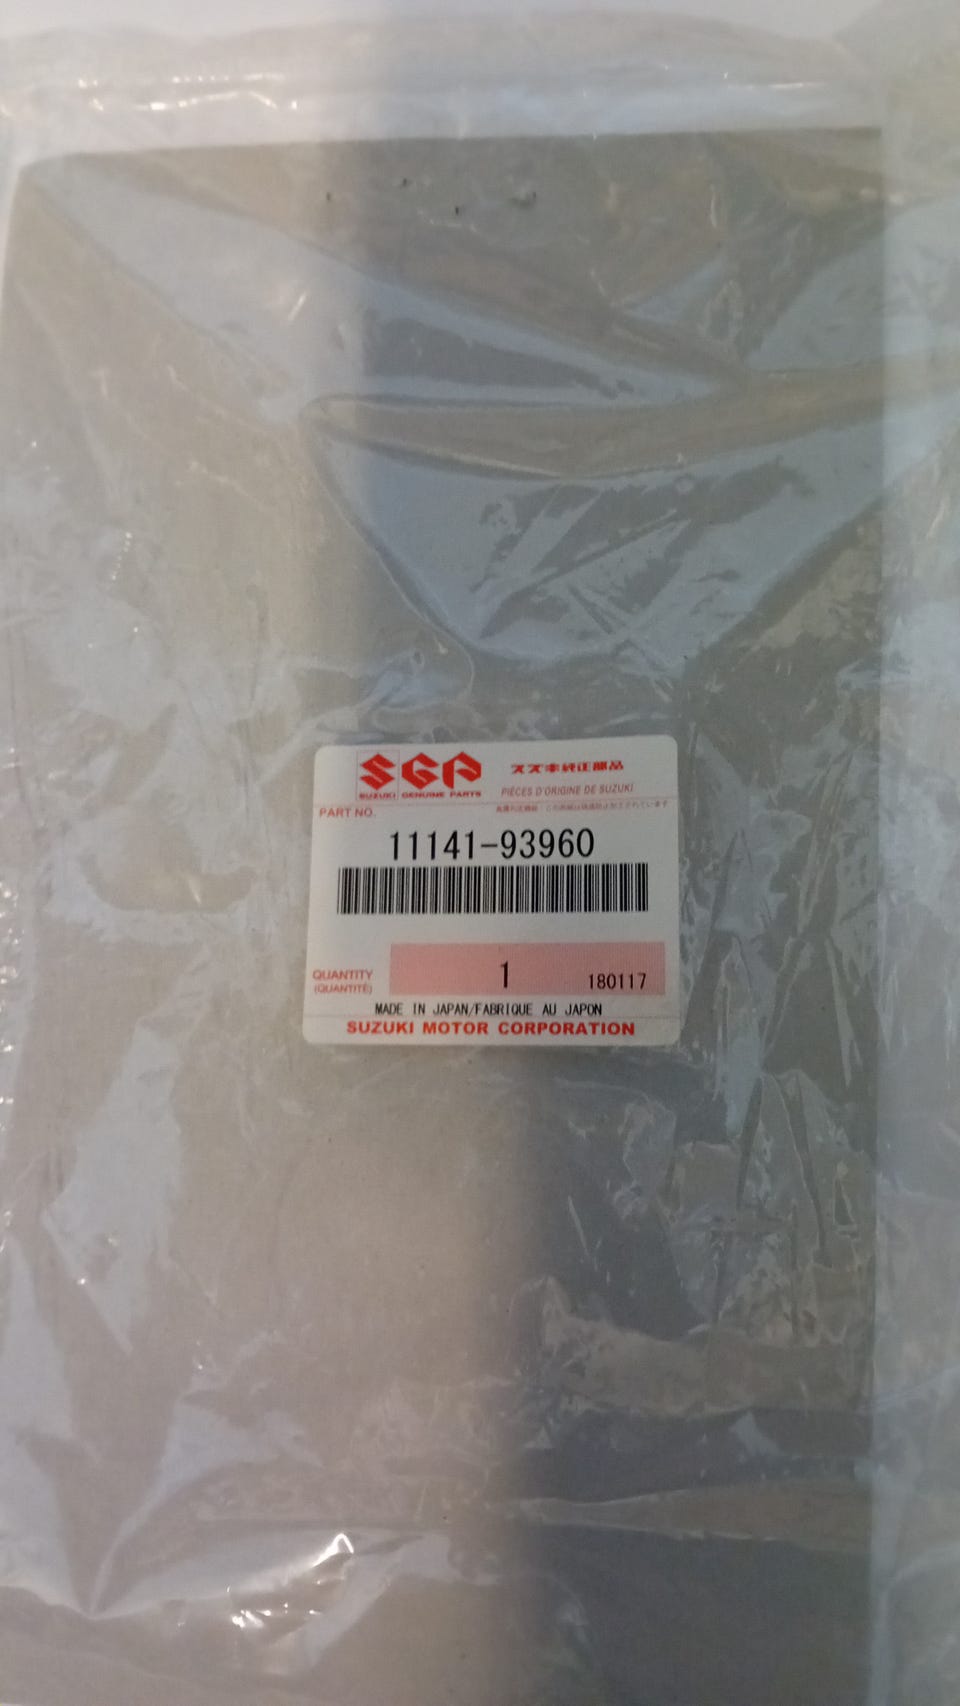 SGP
SUZUKI GENUINE PARTS
スズキ純正部品
PIÈCES D'ORIGINE DE SUZUKI
PART NO.
11141-93960
QUANTITY
(QUANTITÉ)
1
180117
MADE IN JAPAN/FABRIQUE AU JAPON
SUZUKI MOTOR CORPORATION